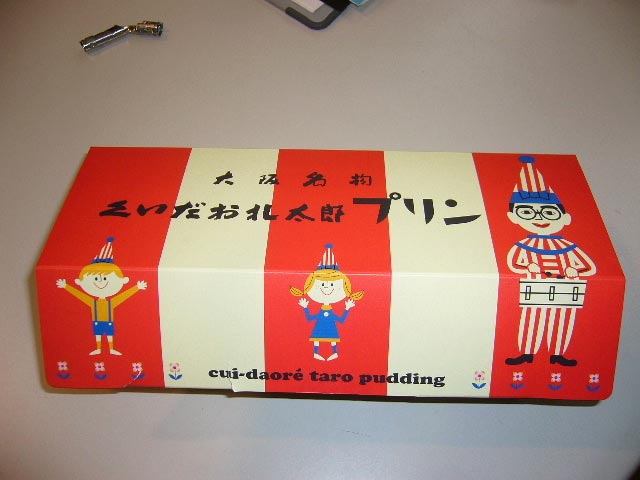 大阪名物
くいだおれ太郎プリン
cui-daoré taro pudding